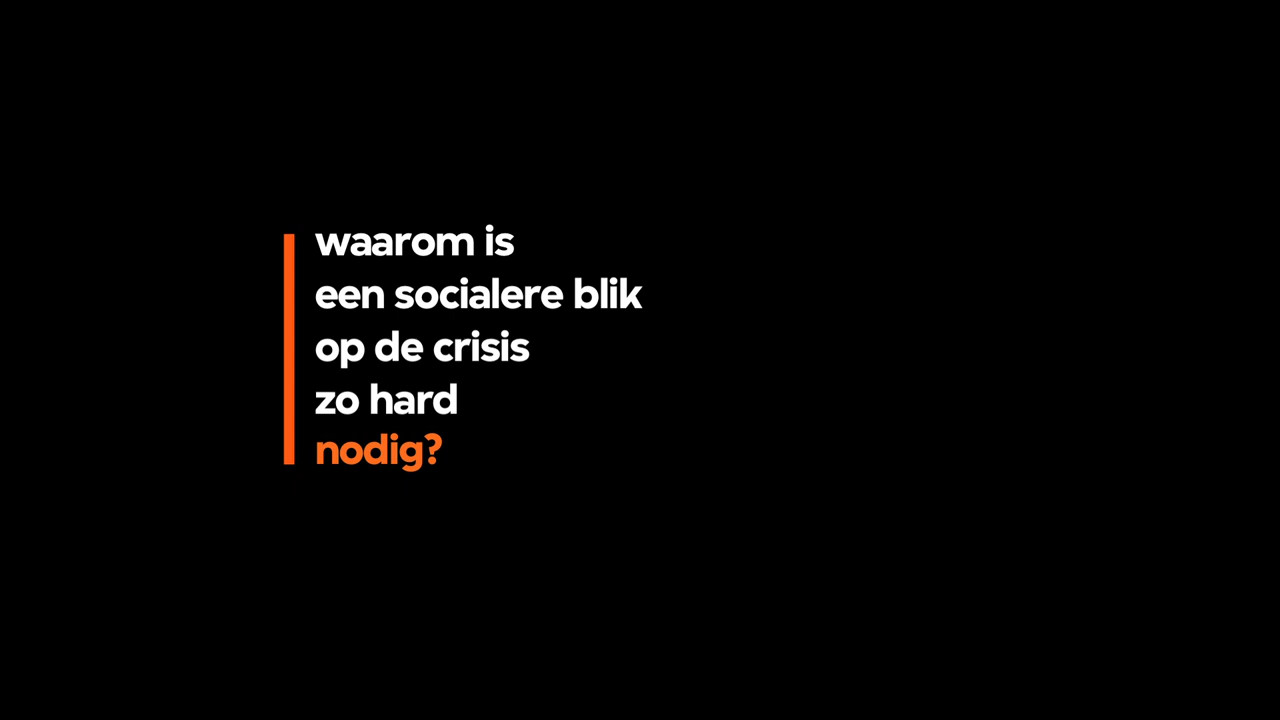 waarom is
een socialere blik
op de crisis
zo hard
nodig?